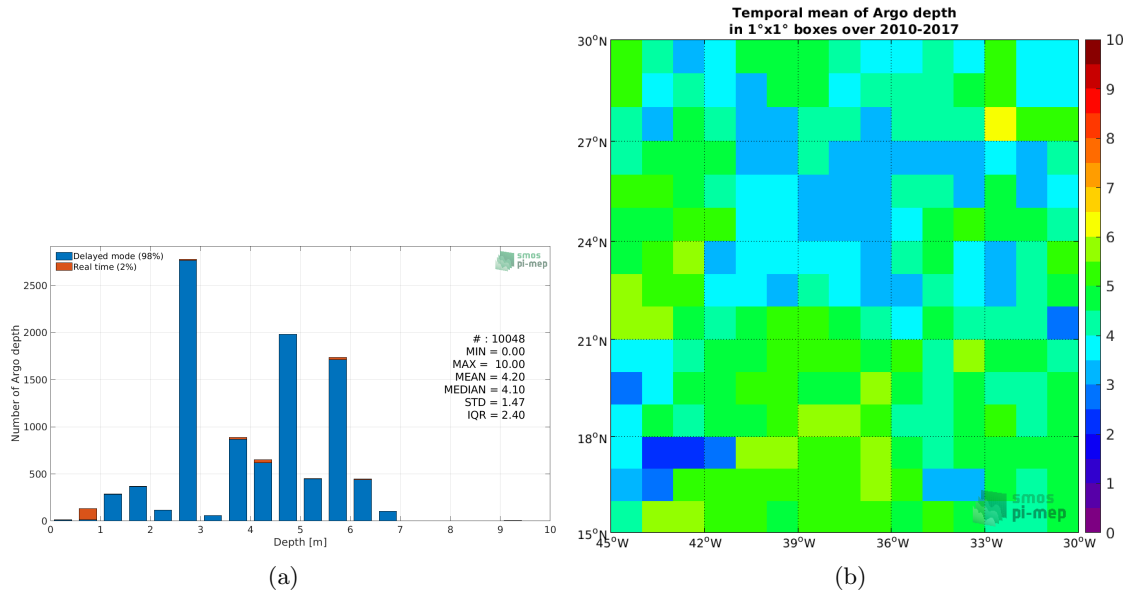 Delayed mode (98%)
Real time (2%)
smos
pi-mep
# : 10048
MIN = 0.00
MAX = 10.00
MEAN = 4.20
MEDIAN = 4.10
STD = 1.47
IQR = 2.40
Number of Argo depth
2500
2000
1500
1000
500
0
0 1 2 3 4 5 6 7 8 9 10
Depth [m]
(a)
Temporal mean of Argo depth
in 1°x1° boxes over 2010-2017
30°N
27°N
24°N
21°N
18°N
15°N
45°W 42°W 39°W 36°W 33°W 30°W
smos
pi-mep
10
9
8
7
6
5
4
3
2
1
0
(b)